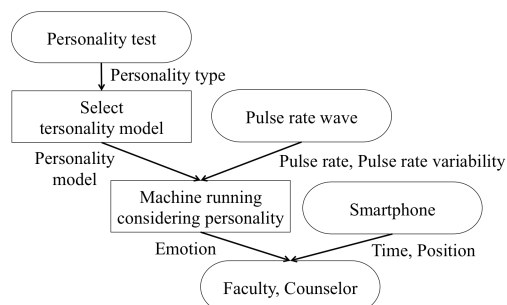 Personality test
Personality type
Select
tersonality model
Pulse rate wave
Personality
model
Pulse rate, Pulse rate variability
Machine running
considering personality
Smartphone
Emotion
Time, Position
Faculty, Counselor